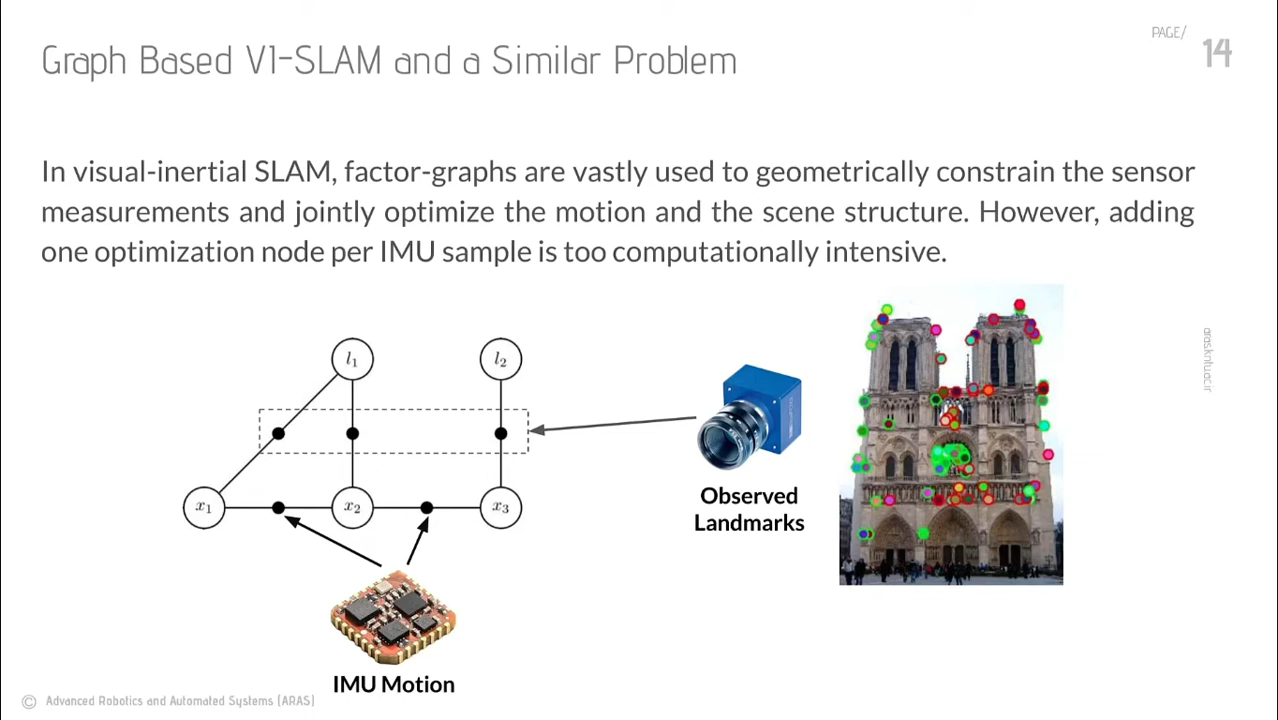 PAGE/
14
Graph Based VI-SLAM and a Similar Problem
In visual-inertial SLAM, factor-graphs are vastly used to geometrically constrain the sensor
measurements and jointly optimize the motion and the scene structure. However, adding
one optimization node per IMU sample is too computationally intensive.
l₁
l₂
x₁
x₂
x₃
Observed
Landmarks
IMU Motion
aras.kntu.ac.ir
© Advanced Robotics and Automated Systems (ARAS)